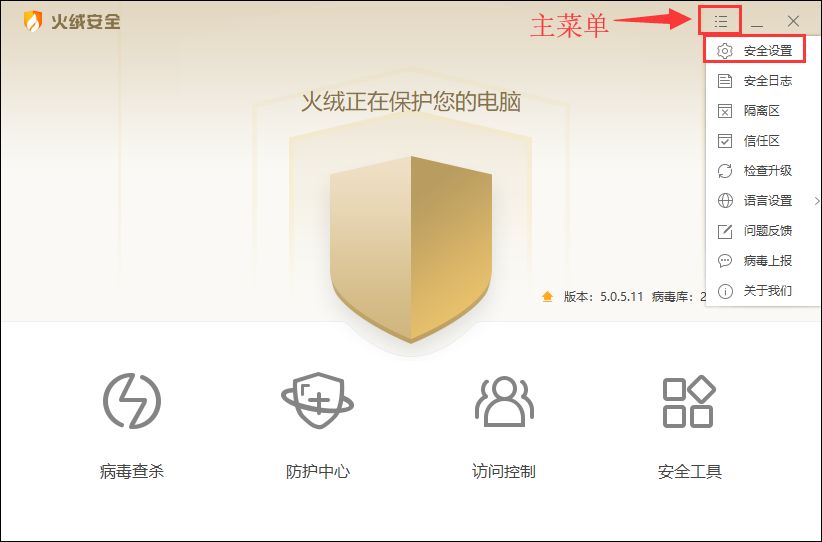 火绒安全
主菜单
安全设置
安全日志
火绒正在保护您的电脑
隔离区
信任区
检查升级
语言设置
问题反馈
病毒上报
版本：5.0.5.11 病毒库：2
关于我们
病毒查杀
防护中心
访问控制
安全工具